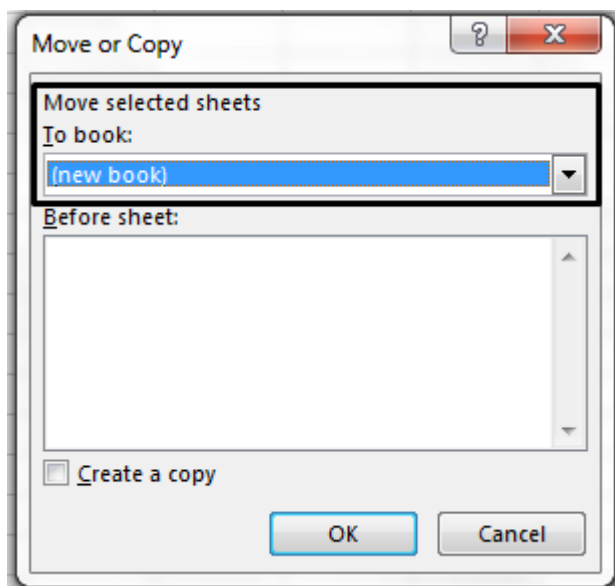 Move or Copy
Move selected sheets
To book:
(new book)
Before sheet:
Create a copy
OK Cancel